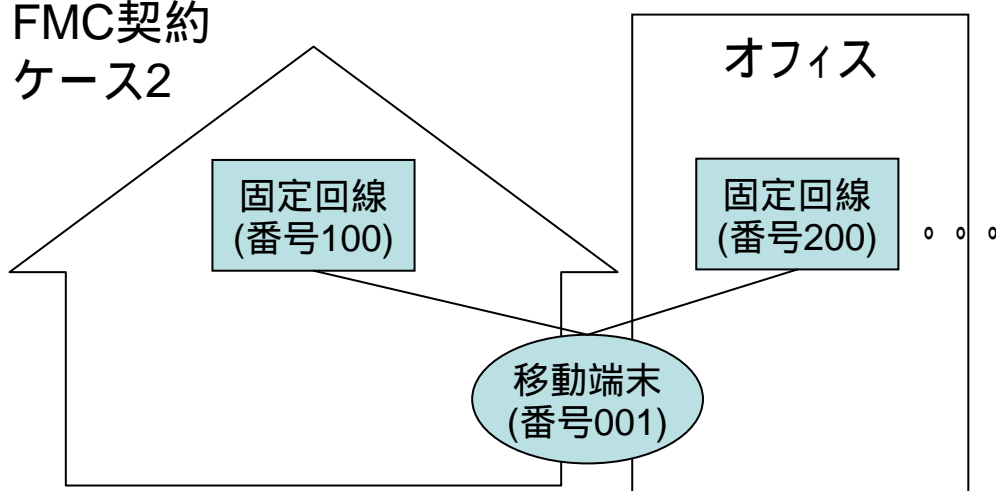 FMC契約
ケース2
オフィス
固定回線
(番号100)
固定回線
(番号200)
。。。
移動端末
(番号001)